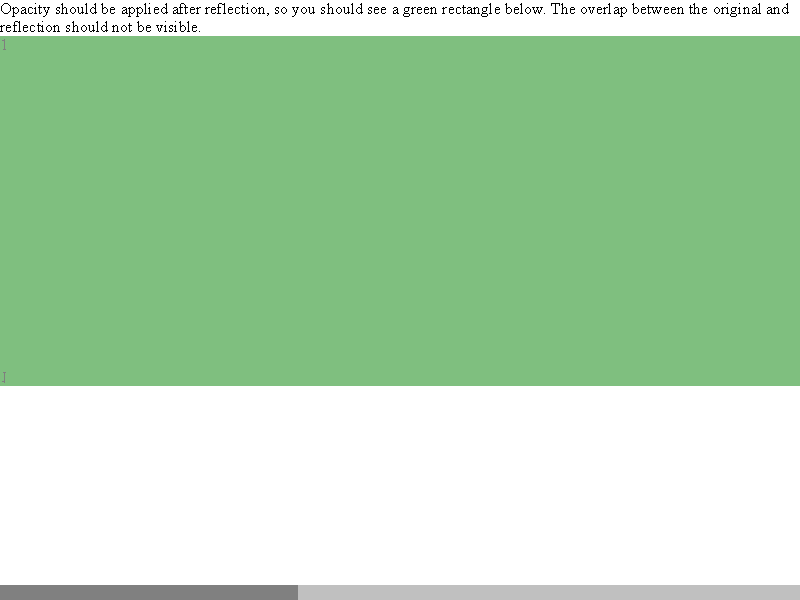 Opacity should be applied after reflection, so you should see a green rectangle below. The overlap between the original and
reflection should not be visible.
1